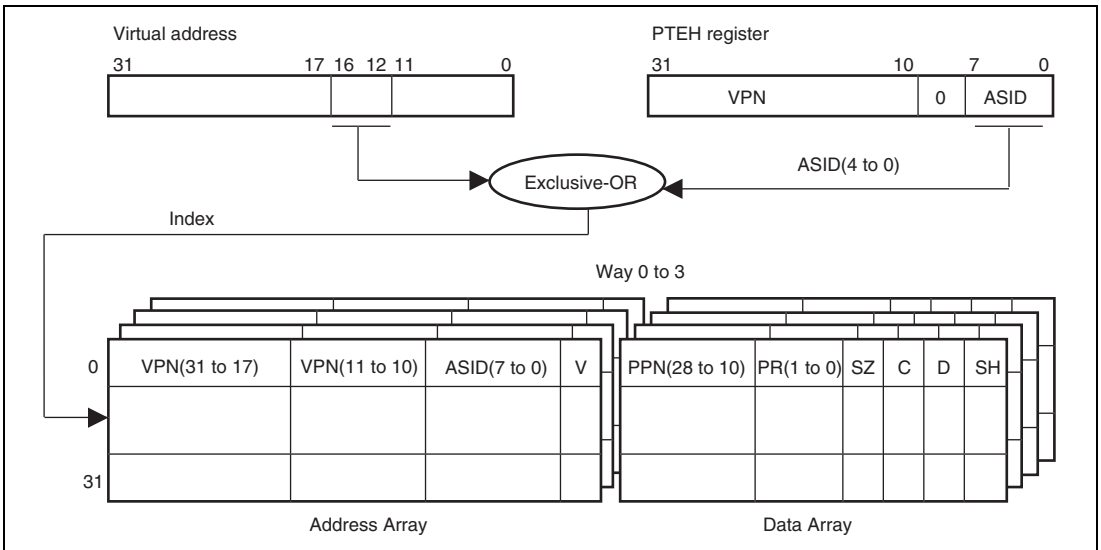 Virtual address
PTEH register
31 17 16 12 11 0
31 10 7 0
VPN 0 ASID
ASID(4 to 0)
Exclusive-OR
Index
Way 0 to 3
0 VPN(31 to 17) VPN(11 to 10) ASID(7 to 0) V PPN(28 to 10) PR(1 to 0) SZ C D SH
31
Address Array
Data Array